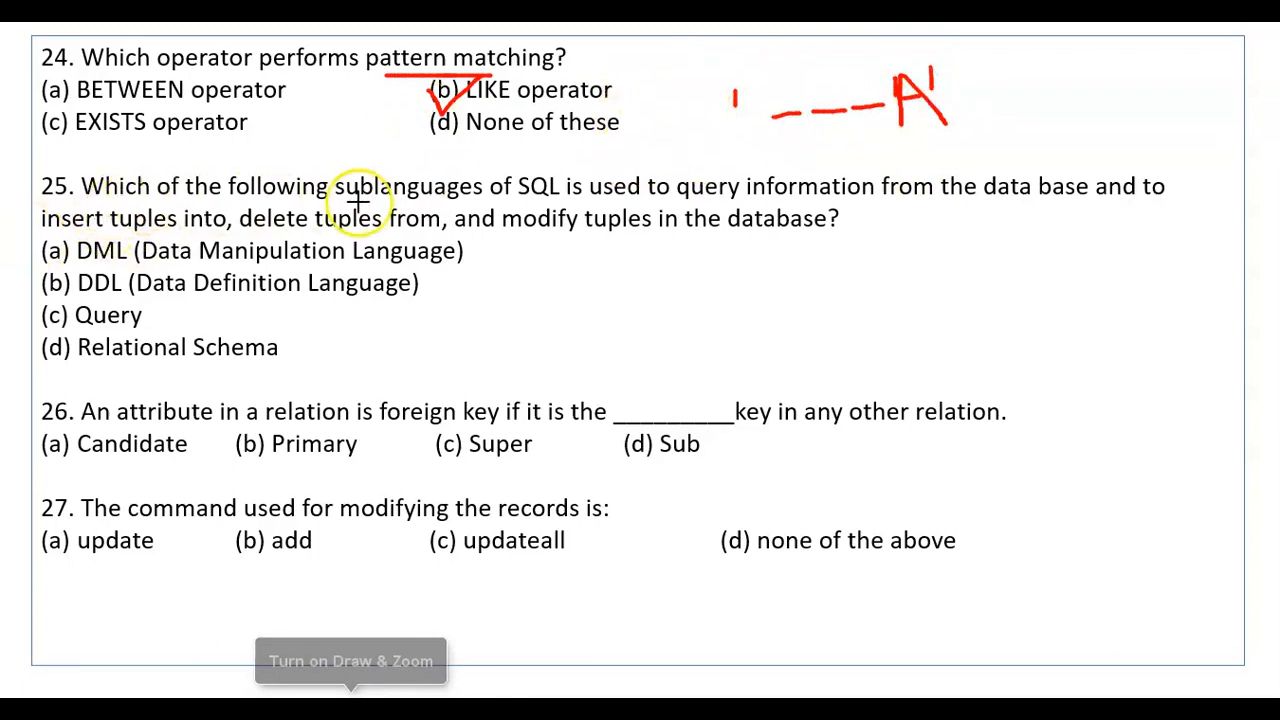 24. Which operator performs pattern matching?
(a) BETWEEN operator (b) LIKE operator
(c) EXISTS operator (d) None of these
' _ _ _ A'
25. Which of the following sublanguages of SQL is used to query information from the data base and to
insert tuples into, delete tuples from, and modify tuples in the database?
(a) DML (Data Manipulation Language)
(b) DDL (Data Definition Language)
(c) Query
(d) Relational Schema
26. An attribute in a relation is foreign key if it is the _________key in any other relation.
(a) Candidate (b) Primary (c) Super (d) Sub
27. The command used for modifying the records is:
(a) update (b) add (c) updateall (d) none of the above
Turn on Draw & Zoom